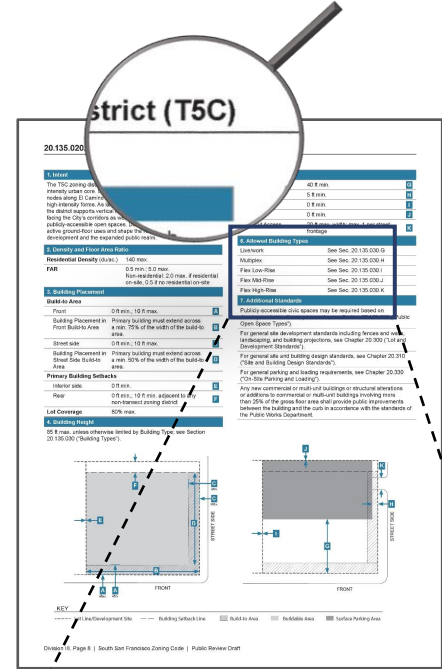 strict (T5C)
20.135.020
1. Intent
The T5C zoning dis
intensity urban core.
nodes along El Camino
high-intensity forms. As
the district supports vertical
facing the City's corridors as well
publicly-accessible open spaces.
active ground-floor uses and shape the
development and the expanded public realm.
2. Density and Floor Area Ratio
Residential Density (du/ac.) 140 max.
FAR 0.5 min.; 5.0 max.
Non-residential: 2.0 max. if residential
on-site, 0.5 if no residential on-site
3. Building Placement
Build-to Area
Front 0 ft min.; 10 ft max. A
Building Placement in Primary building must extend across
Front Build-to Area a min. 75% of the width of the build-to B
area.
Street side 0 ft min.; 10 ft max. C
Building Placement in Primary building must extend across
Street Side Build-to a min. 50% of the width of the build-to D
Area area.
Primary Building Setbacks
Interior side 0 ft min. E
Rear 0 ft min.; 10 ft min. adjacent to any F
non-transect zoning district
Lot Coverage 80% max.
4. Building Height
85 ft max. unless otherwise limited by Building Type; see Section
20.135.030 ("Building Types").
40 ft min. G
5 ft min. H
0 ft min. I
0 ft min. J
Access 20 ft min. width; max. 1 per street K
frontage
6. Allowed Building Types
Live/work See Sec. 20.135.030.G
Multiplex See Sec. 20.135.030.H
Flex Low-Rise See Sec. 20.135.030.I
Flex Mid-Rise See Sec. 20.135.030.J
Flex High-Rise See Sec. 20.135.030.K
7. Additional Standards
Publicly-accessible civic spaces may be required based on
Public
Open Space Types").
For general site development standards including fences and walls,
landscaping, and building projections, see Chapter 20.300 ("Lot and
Development Standards").
For general site and building design standards, see Chapter 20.310
("Site and Building Design Standards").
For general parking and loading requirements, see Chapter 20.330
("On-Site Parking and Loading").
Any new commercial or multi-unit buildings or structural alterations
or additions to commercial or multi-unit buildings involving more
than 25% of the gross floor area shall provide public improvements
between the building and the curb in accordance with the standards of
the Public Works Department.
F
C
C
E
D
B
A
A
STREET SIDE
FRONT
J
K
H
I
G
STREET SIDE
FRONT
KEY
Lot Line/Development Site
Building Setback Line
Build-to Area
Buildable Area
Surface Parking Area
Division III, Page 8 | South San Francisco Zoning Code | Public Review Draft